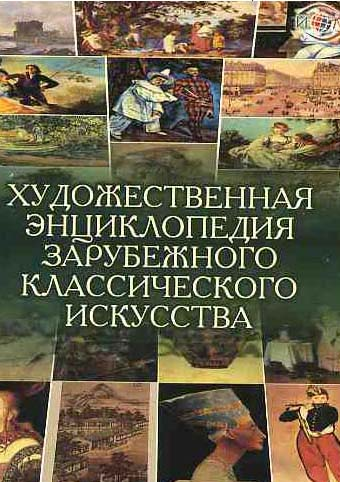 ХУДОЖЕСТВЕННАЯ
ЭНЦИКЛОПЕДИЯ
ЗАРУБЕЖНОГО
КЛАССИЧЕСКОГО
ИСКУССТВА